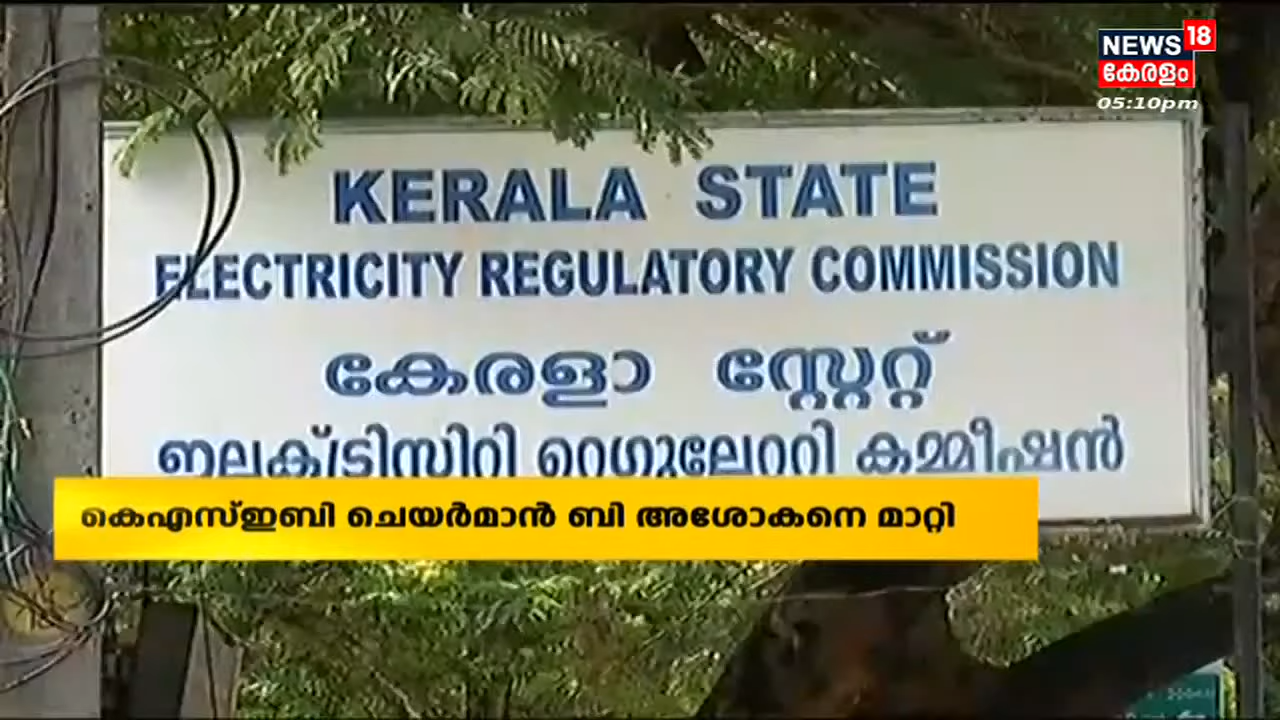 NEWS 18
കേരളം
05:10pm
KERALA STATE
ELECTRICITY REGULATORY COMMISSION
കേരളാ സ്റ്റേറ്റ്
ഇലക്ട്രിസിറ്റി റെഗുലേറ്ററി കമ്മീഷൻ
കെഎസ്ഇബി ചെയർമാൻ ബി അശോകനെ മാറ്റി